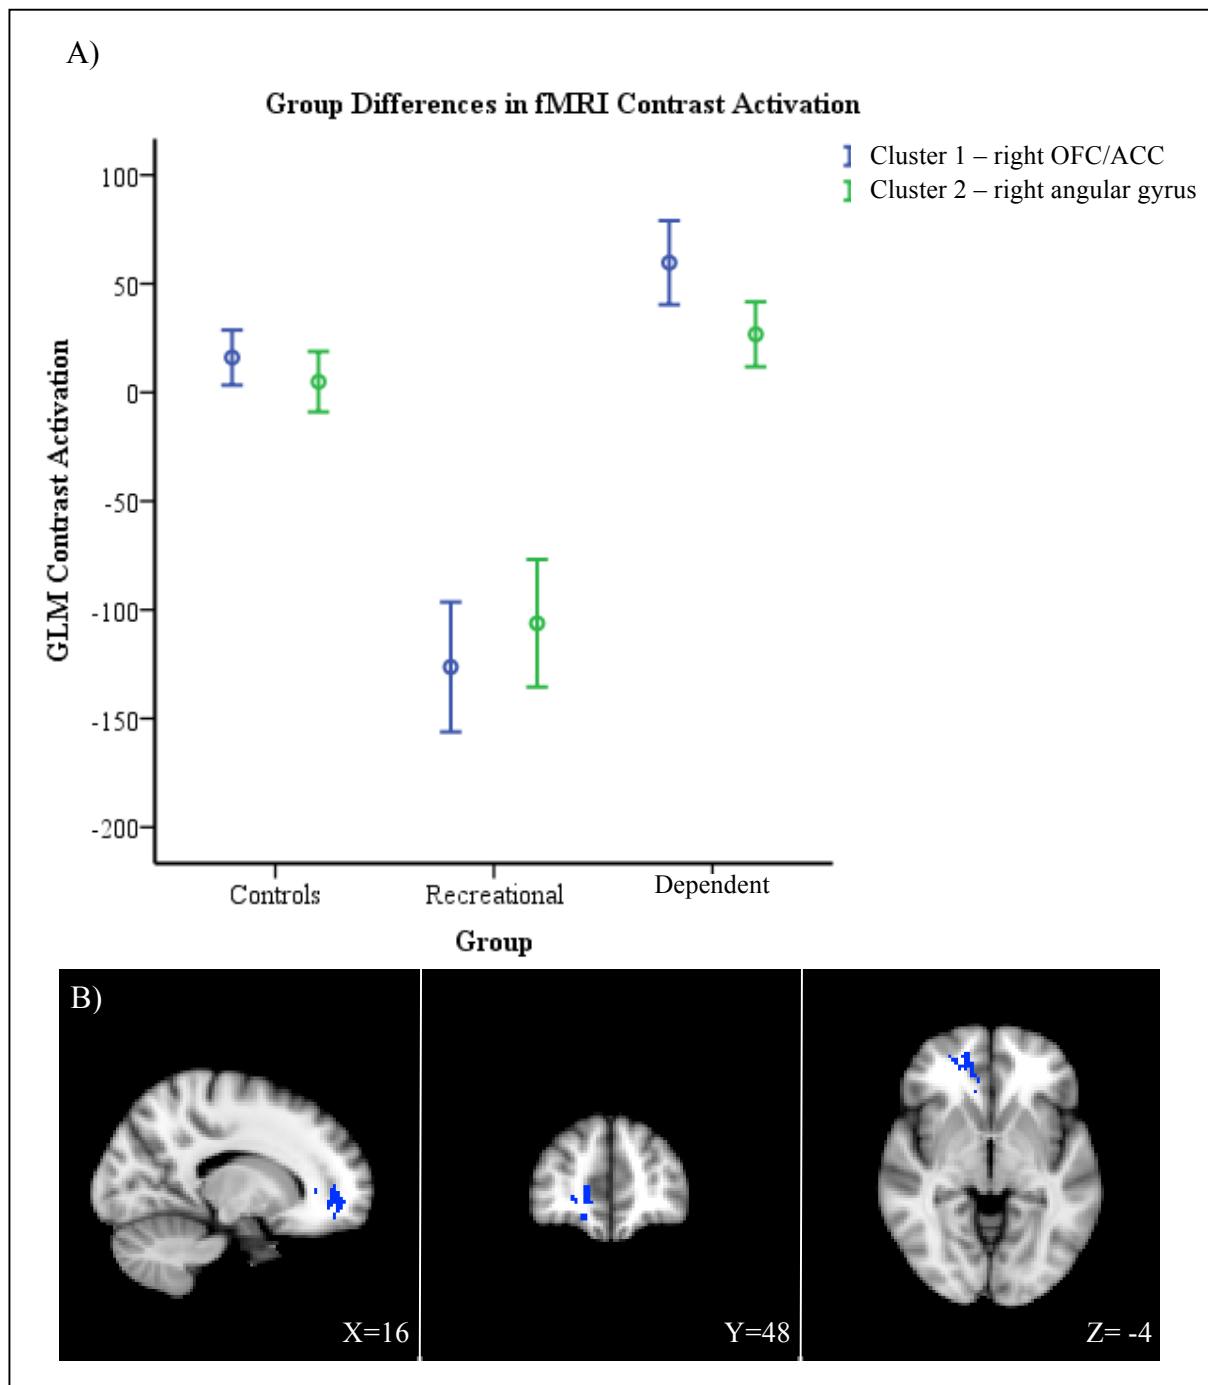 A)
Group Differences in fMRI Contrast Activation
Cluster 1 – right OFC/ACC
Cluster 2 – right angular gyrus
GLM Contrast Activation
100
50
0
-50
-100
-150
-200
Controls
Recreational
Dependent
Group
B)
X=16
Y=48
Z= -4